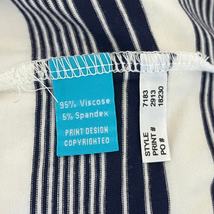 95% Viscose
5% Spandex
PRINT DESIGN
COPYRIGHTED
STYLE 7183
PRINT # 2913
PO # 18230